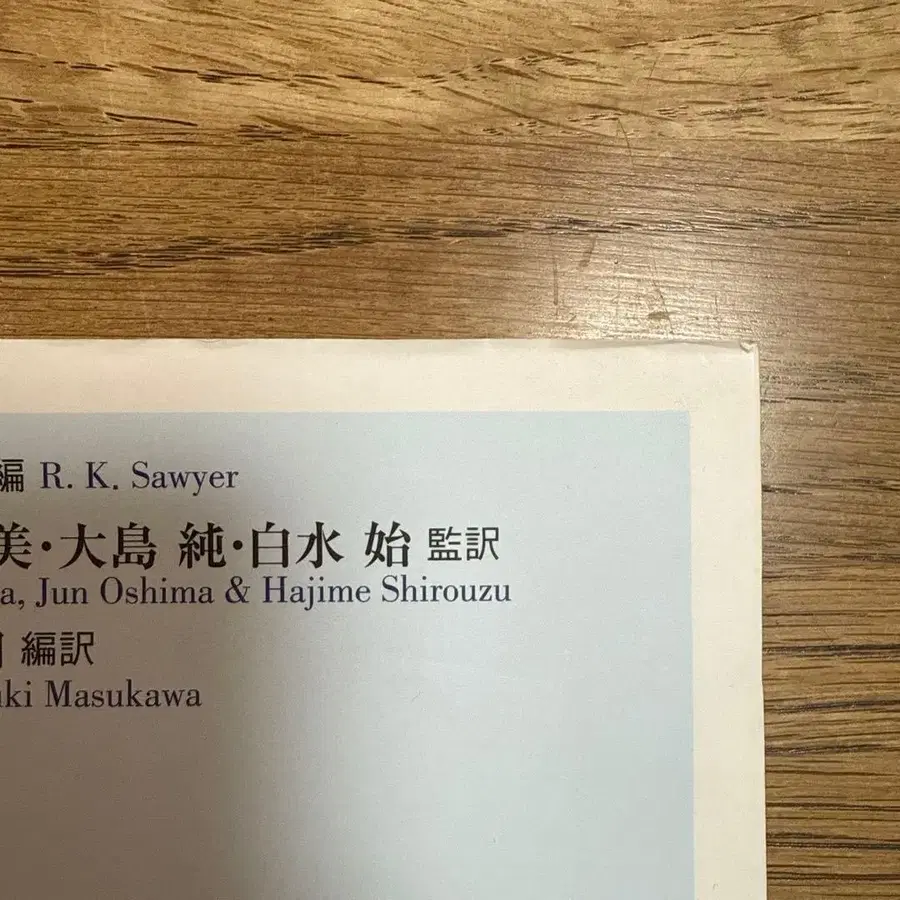 編 R. K. Sawyer
美・大島 純・白水 始 監訳
a, Jun Oshima & Hajime Shirouzu
編訳
ki Masukawa